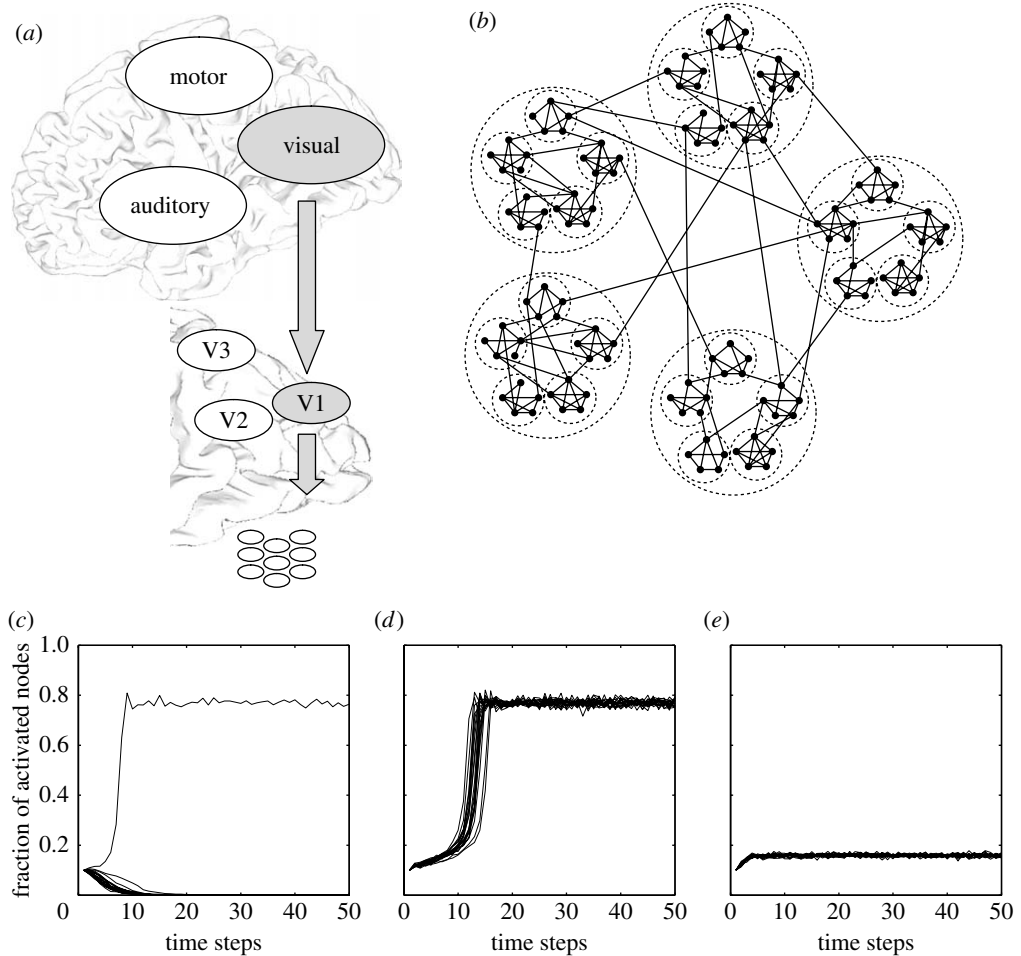 (a)
motor
visual
auditory
V3
V1
V2
(b)
(c)
(d)
(e)
fraction of activated nodes
1.0
0.8
0.6
0.4
0.2
0 10 20 30 40 50
time steps
0 10 20 30 40 50
time steps
0 10 20 30 40 50
time steps